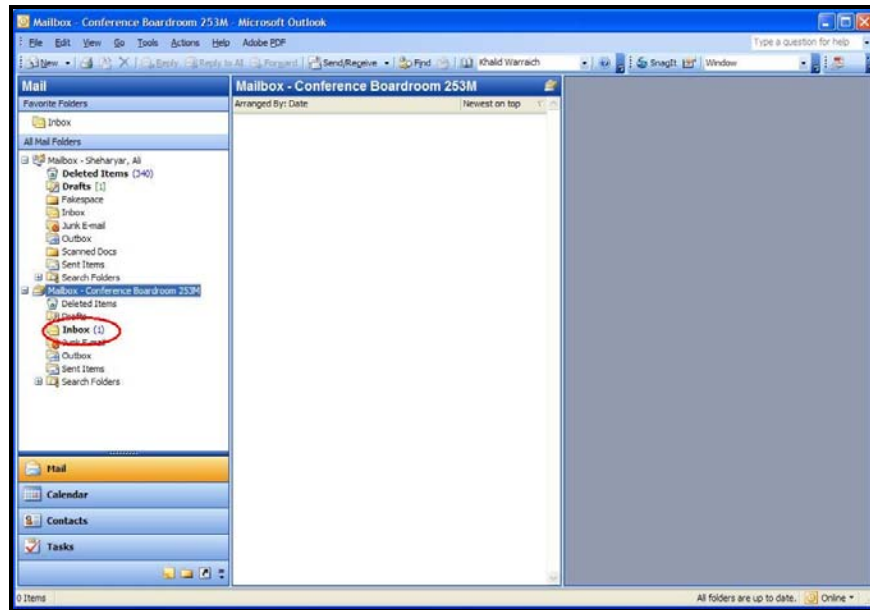 Mailbox - Conference Boardroom 253M - Microsoft Outlook
File Edit View Go Tools Actions Help Adobe PDF
Type a question for help
New Reply Reply to All Forward Send/Receive Find Khalid Warraich SnagIt Window
Mail
Mailbox - Conference Boardroom 253M
Favorite Folders
Arranged By: Date Newest on top
Inbox
All Mail Folders
Mailbox - Sheharyar, Ali
Deleted Items (340)
Drafts [1]
Fakespace
Inbox
Junk E-mail
Outbox
Scanned Docs
Sent Items
Search Folders
Mailbox - Conference Boardroom 253M
Deleted Items
Drafts
Inbox (1)
Junk E-mail
Outbox
Sent Items
Search Folders
Mail
Calendar
Contacts
Tasks
0 Items
All folders are up to date. Online